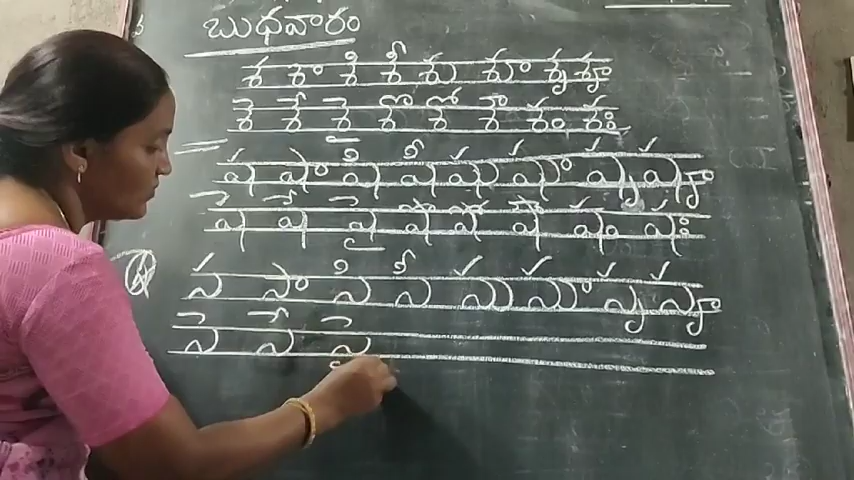 బుధవారం
శ శా శి శీ శు శూ శృ శౄ
శె శే శై శొ శో శౌ శం శః
ష షా షి షీ షు షూ షృ షౄ
షె షే షై షొ షో షౌ షం షః
స సా సి సీ సు సూ సృ సౄ
సె సే సై